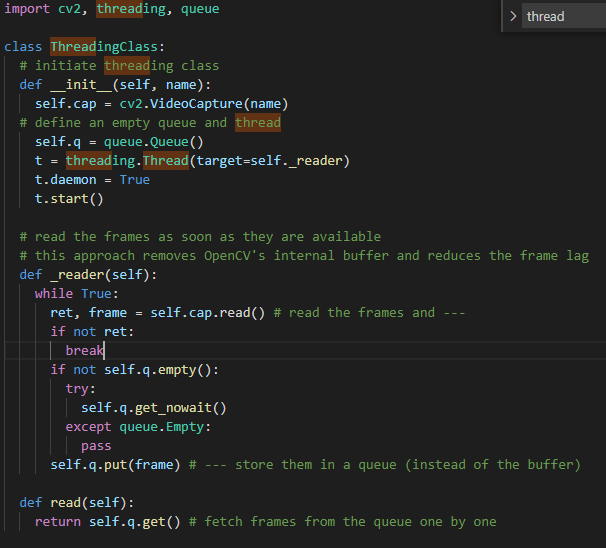 import cv2, threading, queue
thread
class ThreadingClass:
  # initiate threading class
  def __init__(self, name):
    self.cap = cv2.VideoCapture(name)
  # define an empty queue and thread
    self.q = queue.Queue()
    t = threading.Thread(target=self._reader)
    t.daemon = True
    t.start()

  # read the frames as soon as they are available
  # this approach removes OpenCV's internal buffer and reduces the frame lag
  def _reader(self):
    while True:
      ret, frame = self.cap.read() # read the frames and ---
      if not ret:
        break
      if not self.q.empty():
        try:
          self.q.get_nowait()
        except queue.Empty:
          pass
      self.q.put(frame) # --- store them in a queue (instead of the buffer)

  def read(self):
    return self.q.get() # fetch frames from the queue one by one